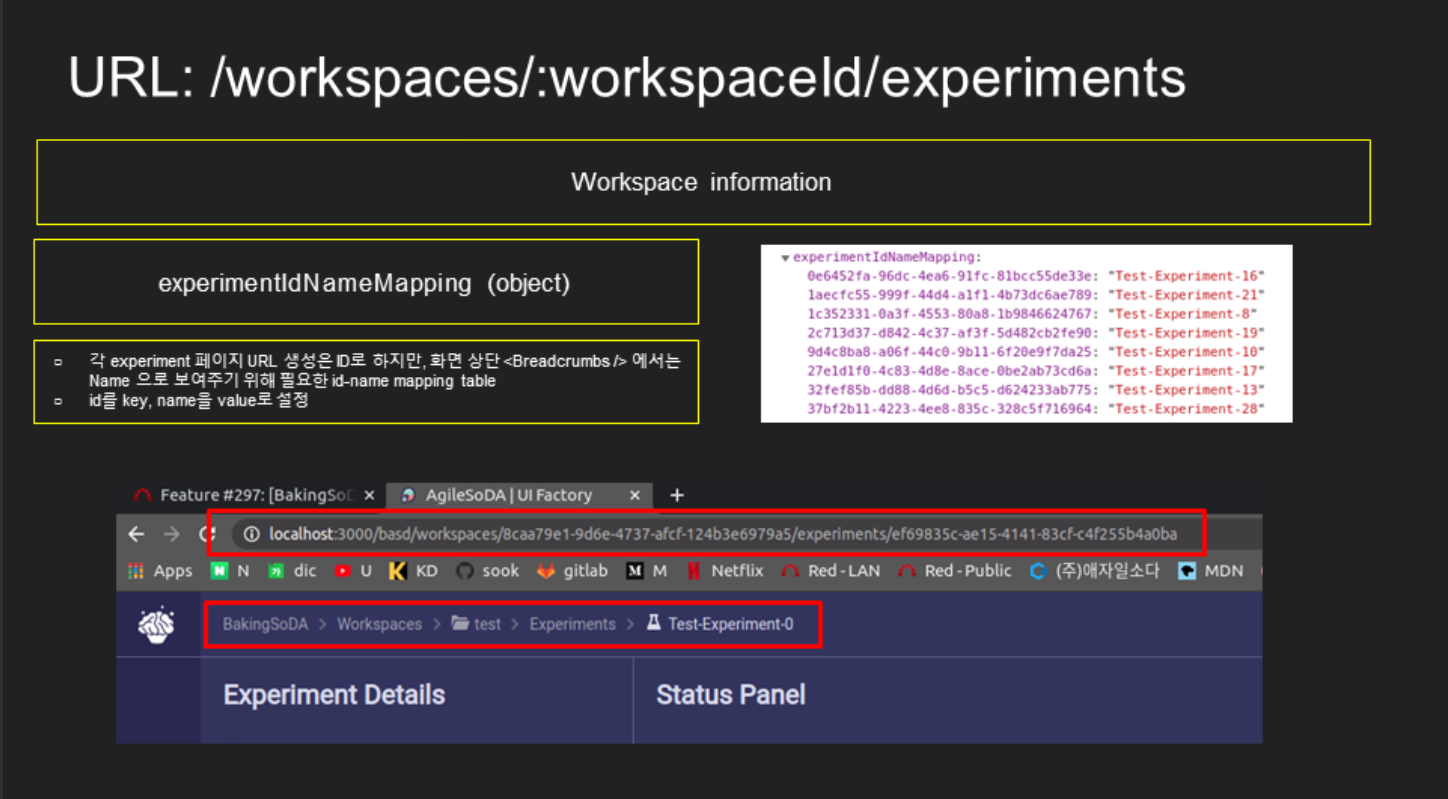 URL: /workspaces/:workspaceId/experiments
Workspace information
experimentIdNameMapping (object)
각 experiment 페이지 URL 생성은 ID로 하지만, 화면 상단 <Breadcrumbs /> 에서는
Name 으로 보여주기 위해 필요한 id-name mapping table
id를 key, name을 value로 설정
experimentIdNameMapping:
0e6452fa-96dc-4ea6-91fc-81bcc55de33e: "Test-Experiment-16"
1aecfc55-999f-44d4-a1f1-4b73dc6ae789: "Test-Experiment-21"
1c352331-0a3f-4553-80a8-1b9846624767: "Test-Experiment-8"
2c713d37-d842-4c37-af3f-5d482cb2fe90: "Test-Experiment-19"
9d4c8ba8-a06f-44c0-9b11-6f20e9f7da25: "Test-Experiment-10"
27e1d1f0-4c83-4d8e-8ace-0be2ab73cd6a: "Test-Experiment-17"
32fef85b-dd88-4d6d-b5c5-d624233ab775: "Test-Experiment-13"
37bf2b11-4223-4ee8-835c-328c5f716964: "Test-Experiment-28"
Feature #297: [BakingSo
AgileSoDA | UI Factory
localhost:3000/basd/workspaces/8caa79e1-9d6e-4737-afcf-124b3e6979a5/experiments/ef69835c-ae15-4141-83cf-c4f255b4a0ba
Apps N dic U KD sook gitlab M M Netflix Red-LAN Red-Public (주)애자일소다 MDN
BakingSoDA > Workspaces > test > Experiments > Test-Experiment-0
Experiment Details
Status Panel